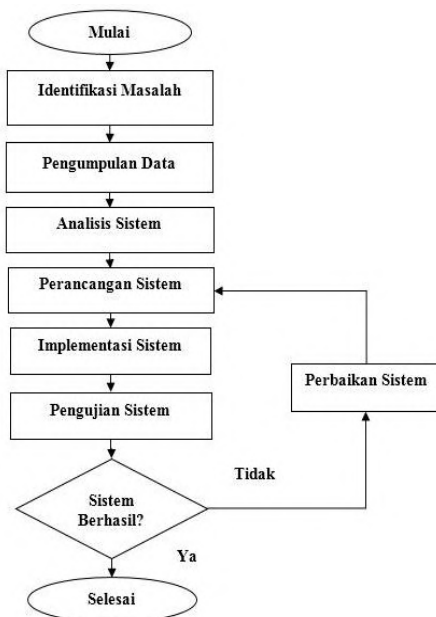 Mulai
Identifikasi Masalah
Pengumpulan Data
Analisis Sistem
Perancangan Sistem
Implementasi Sistem
Perbaikan Sistem
Pengujian Sistem
Tidak
Sistem
Berhasil?
Ya
Selesai